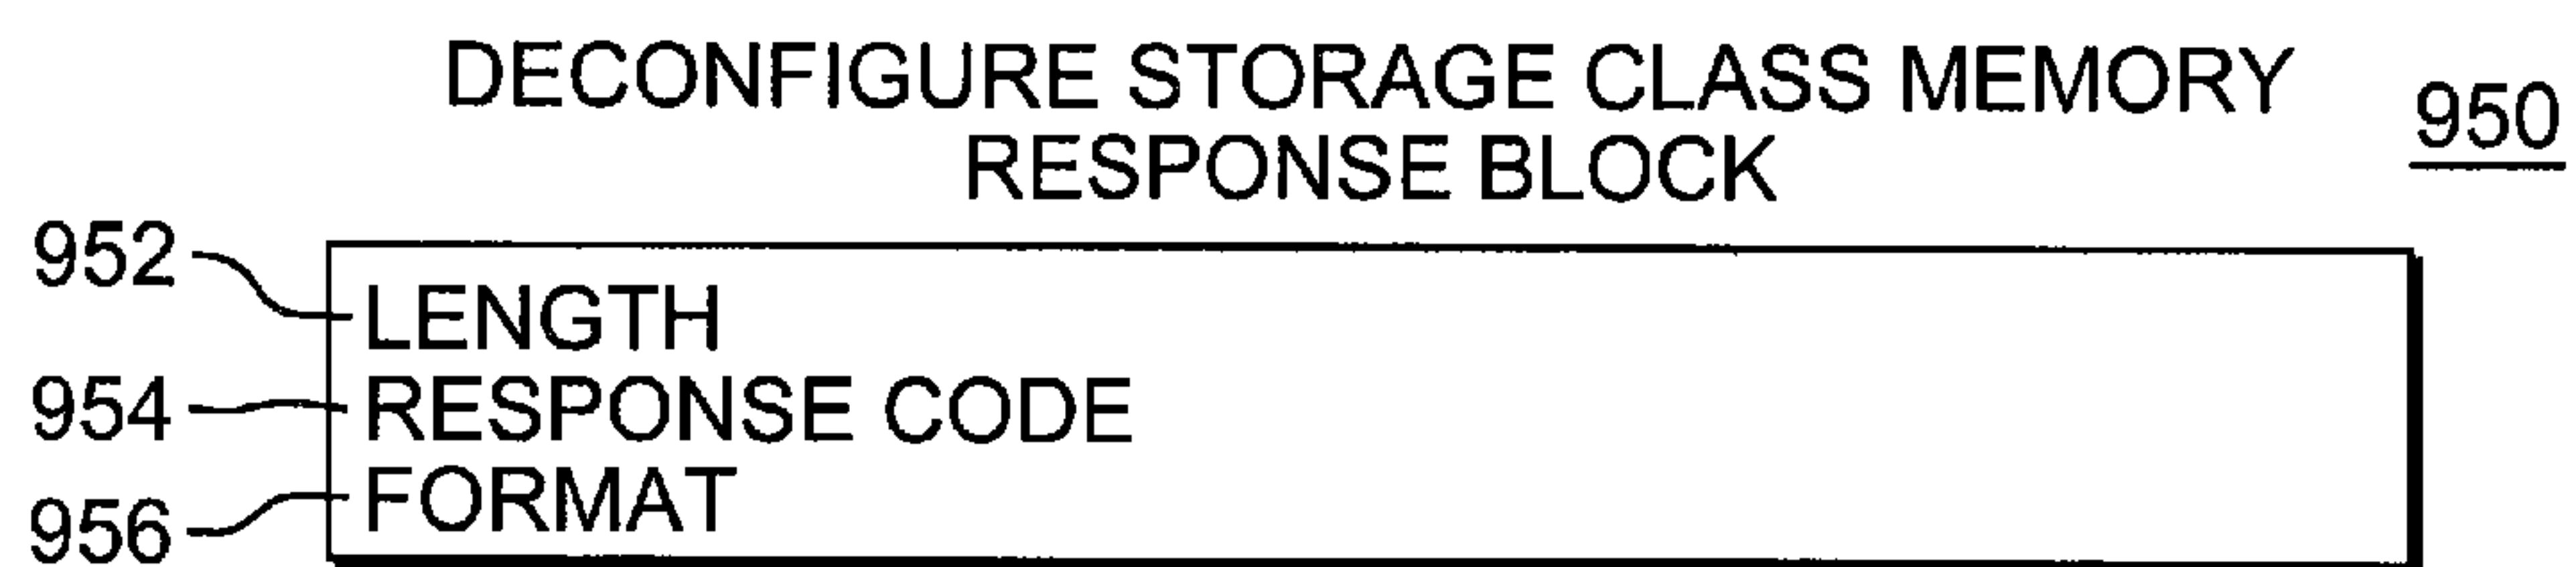 DECONFIGURE STORAGE CLASS MEMORY
RESPONSE BLOCK
950
952 LENGTH
954 RESPONSE CODE
956 FORMAT